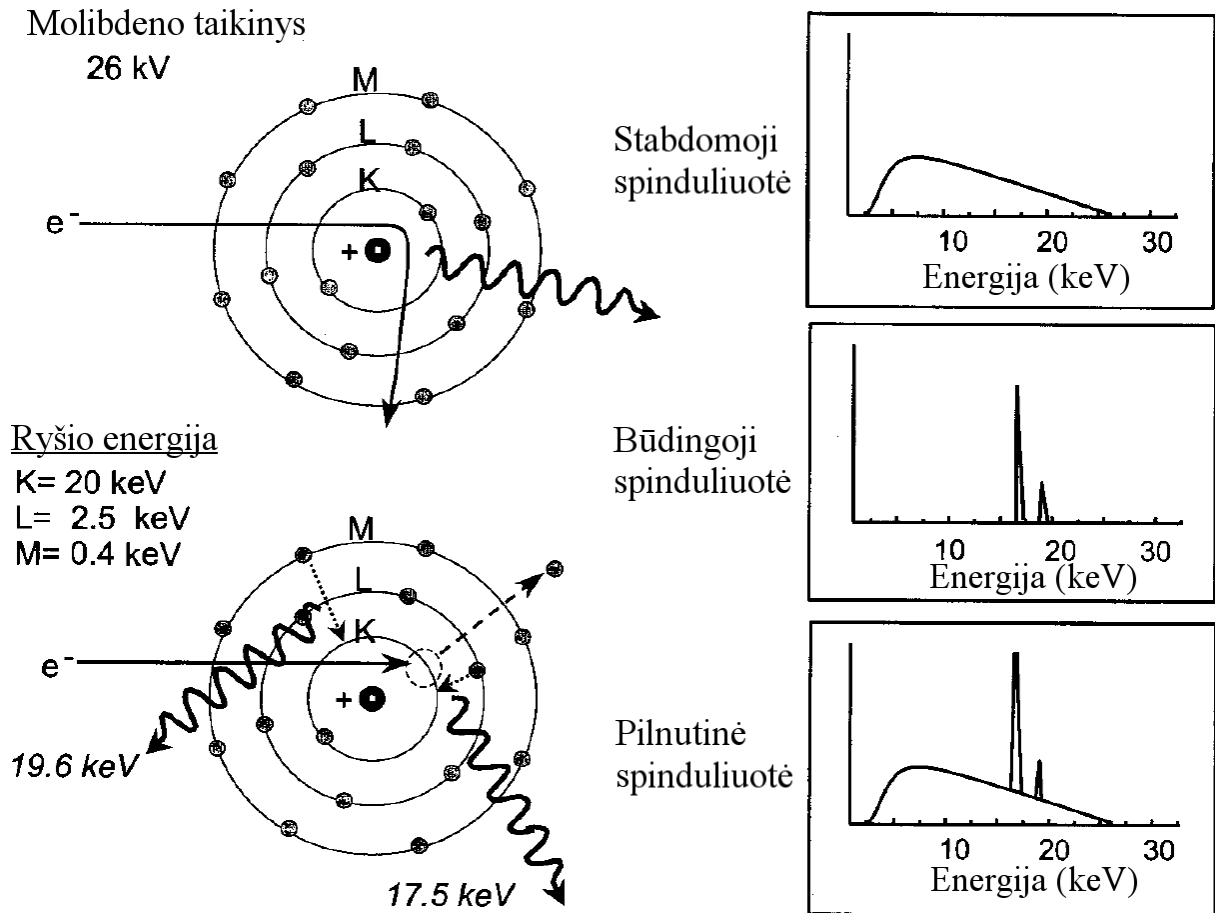 Molibdeno taikinys
26 kV
M
L
K
e⁻
+
Stabdomoji
spinduliuotė
10 20 30
Energija (keV)
Ryšio energija
K= 20 keV
L= 2.5 keV
M= 0.4 keV
Būdingoji
spinduliuotė
10 20 30
Energija (keV)
M
L
K
e⁻
+
19.6 keV
17.5 keV
Pilnutinė
spinduliuotė
10 20 30
Energija (keV)